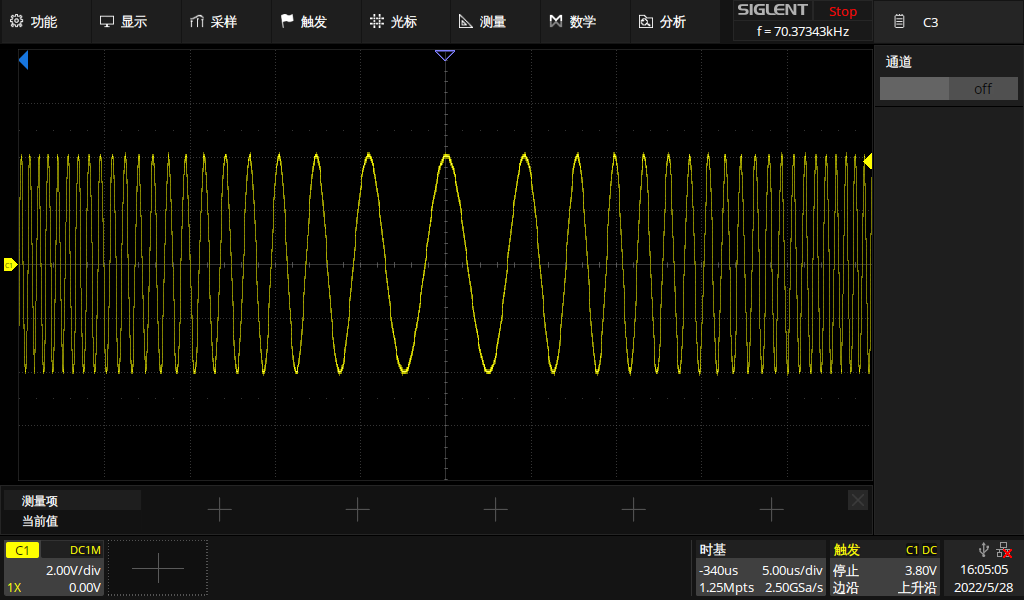 功能 显示 采样 触发 光标 测量 数学 分析 SIGLENT Stop C3
f = 70.37343kHz
通道
off
C1
测量项
当前值
C1 DC1M
2.00V/div
1X 0.00V
时基
-340us 5.00us/div
1.25Mpts 2.50GSa/s
触发 C1 DC
停止 3.80V
边沿 上升沿
16:05:05
2022/5/28